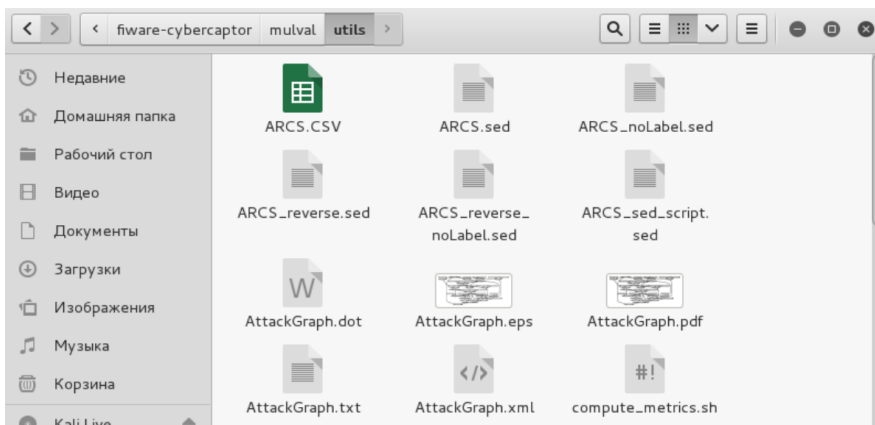 fiware-cybercaptor mulval utils
Недавние
Домашняя папка
Рабочий стол
Видео
Документы
Загрузки
Изображения
Музыка
Корзина
Kali Live
ARCS.CSV ARCS.sed ARCS_noLabel.sed
ARCS_reverse.sed ARCS_reverse_ ARCS_sed_script.
noLabel.sed sed
W
AttackGraph.dot AttackGraph.eps AttackGraph.pdf
</> #!
AttackGraph.txt AttackGraph.xml compute_metrics.sh